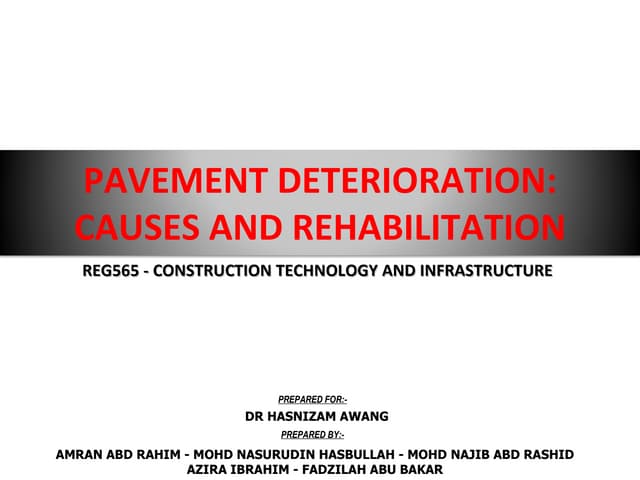 PAVEMENT DETERIORATION:
CAUSES AND REHABILITATION
REG565 - CONSTRUCTION TECHNOLOGY AND INFRASTRUCTURE
PREPARED FOR:-
DR HASNIZAM AWANG
PREPARED BY:-
AMRAN ABD RAHIM - MOHD NASURUDIN HASBULLAH - MOHD NAJIB ABD RASHID
AZIRA IBRAHIM - FADZILAH ABU BAKAR